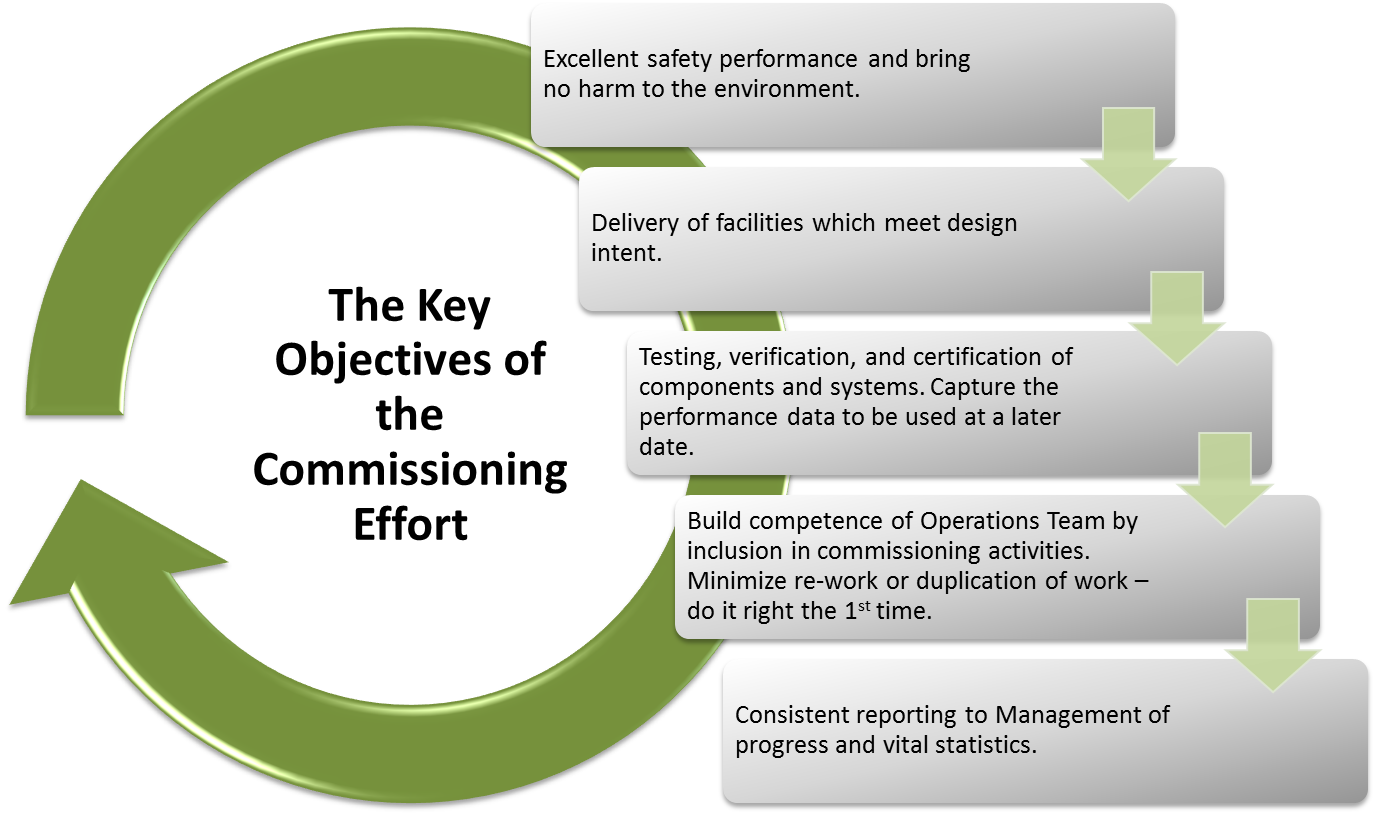 The Key
Objectives of
the
Commissioning
Effort
Excellent safety performance and bring
no harm to the environment.
Delivery of facilities which meet design
intent.
Testing, verification, and certification of
components and systems. Capture the
performance data to be used at a later
date.
Build competence of Operations Team by
inclusion in commissioning activities.
Minimize re-work or duplication of work –
do it right the 1st time.
Consistent reporting to Management of
progress and vital statistics.